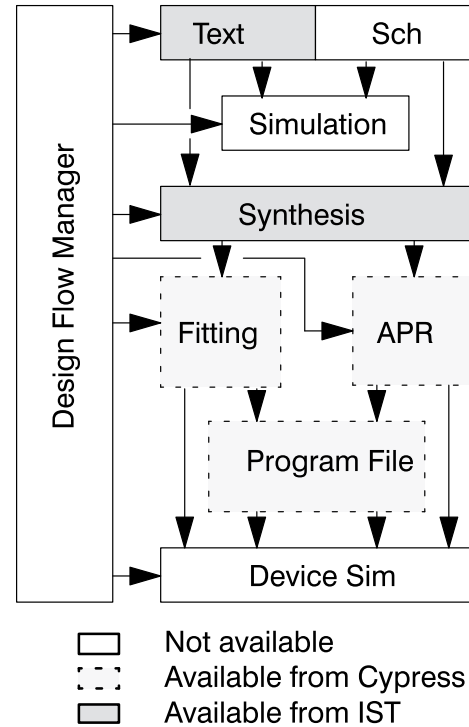 Text
Sch
Simulation
Design Flow Manager
Synthesis
Fitting
APR
Program File
Device Sim
Not available
Available from Cypress
Available from IST